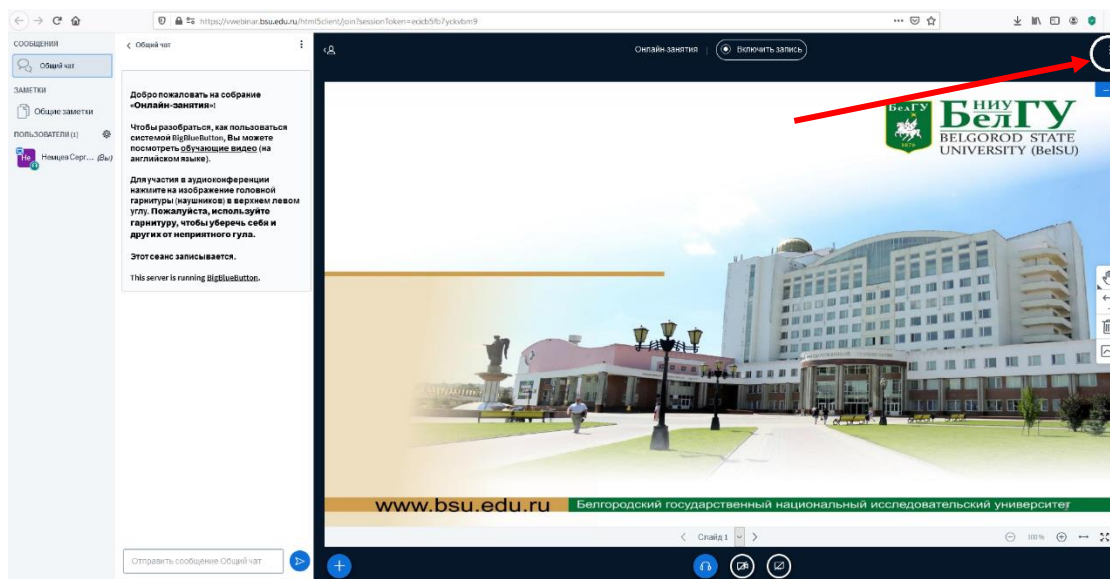 https://vwebinar.bsu.edu.ru/html5client/join?sessionToken=
СООБЩЕНИЯ
Общий чат
ЗАМЕТКИ
Общие заметки
ПОЛЬЗОВАТЕЛИ (1)
Не
Немцев Серг... (Вы)
Общий чат
Добро пожаловать на собрание
«Онлайн-занятия»!
Чтобы разобраться, как пользоваться
системой BigBlueButton, Вы можете
посмотреть обучающие видео (на
английском языке).
Для участия в аудиоконференции
нажмите на изображение головной
гарнитуры (наушников) в верхнем левом
углу. Пожалуйста, используйте
гарнитуру, чтобы уберечь себя и
других от неприятного гула.
Этот сеанс записывается.
This server is running BigBlueButton.
Отправить сообщение Общий чат
Онлайн-занятия
Включить запись
БелГУ
1876
НИУ
БелГУ
BELGOROD STATE
UNIVERSITY (BelSU)
www.bsu.edu.ru
Белгородский государственный национальный исследовательский университет
Слайд 1
100%